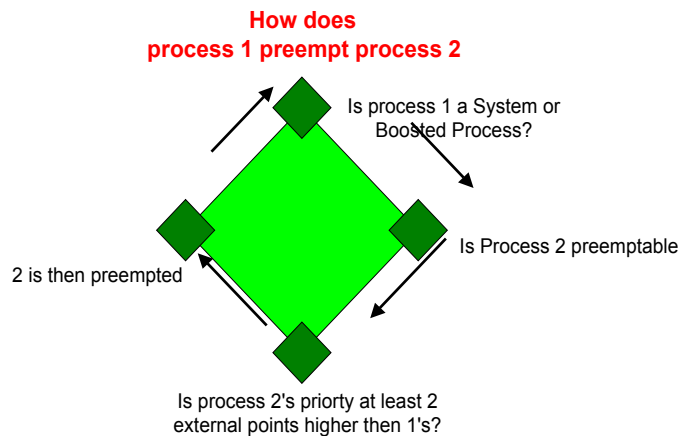 How does
process 1 preempt process 2
Is process 1 a System or
Boosted Process?
Is Process 2 preemptable
2 is then preempted
Is process 2's priorty at least 2
external points higher then 1's?